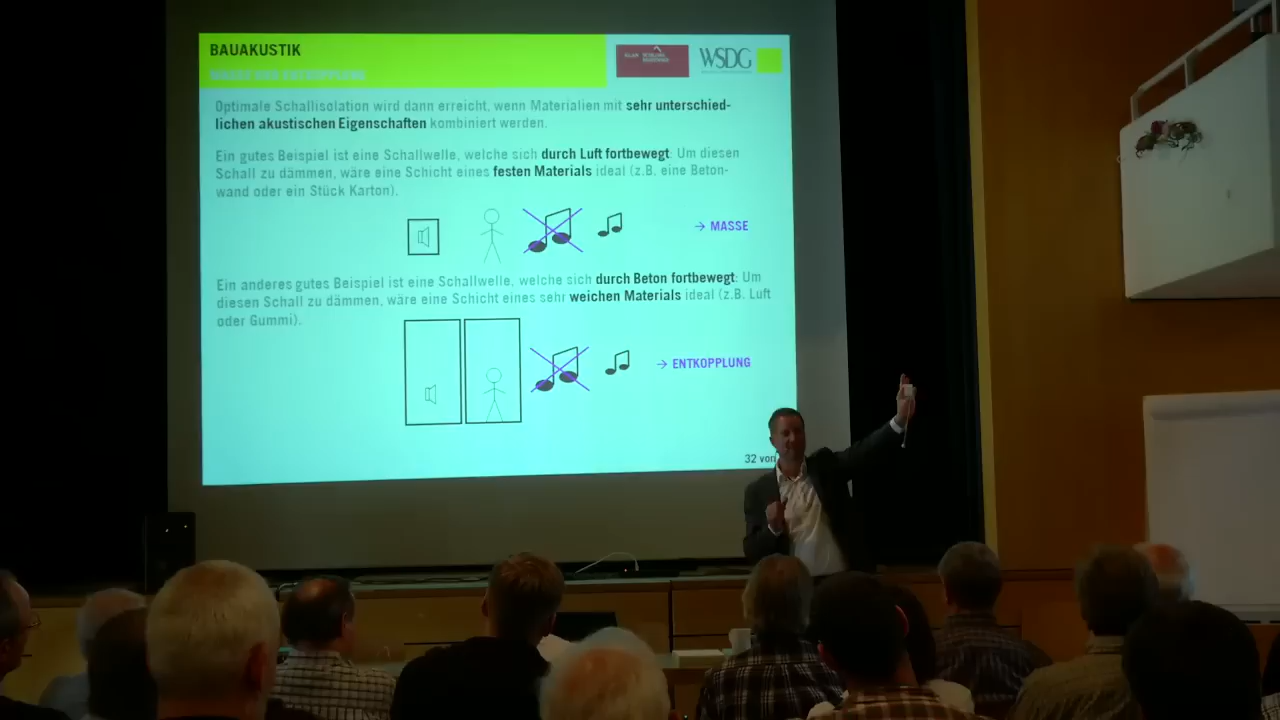 BAUAKUSTIK
MASSE UND ENTKOPPLUNG
WSDG
Optimale Schallisolation wird dann erreicht, wenn Materialien mit sehr unterschied-
lichen akustischen Eigenschaften kombiniert werden.
Ein gutes Beispiel ist eine Schallwelle, welche sich durch Luft fortbewegt: Um diesen
Schall zu dämmen, wäre eine Schicht eines festen Materials ideal (z.B. eine Beton-
wand oder ein Stück Karton).
→ MASSE
Ein anderes gutes Beispiel ist eine Schallwelle, welche sich durch Beton fortbewegt: Um
diesen Schall zu dämmen, wäre eine Schicht eines sehr weichen Materials ideal (z.B. Luft
oder Gummi).
→ ENTKOPPLUNG
32 von